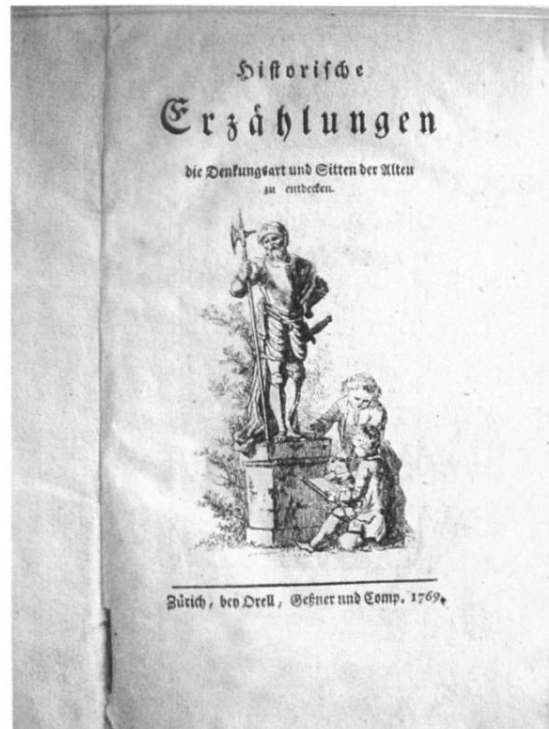 Historische
Erzählungen
die Denkungsart und Sitten der Alten
zu entdecken.
Zürich, bey Orell, Geßner und Comp. 1769.